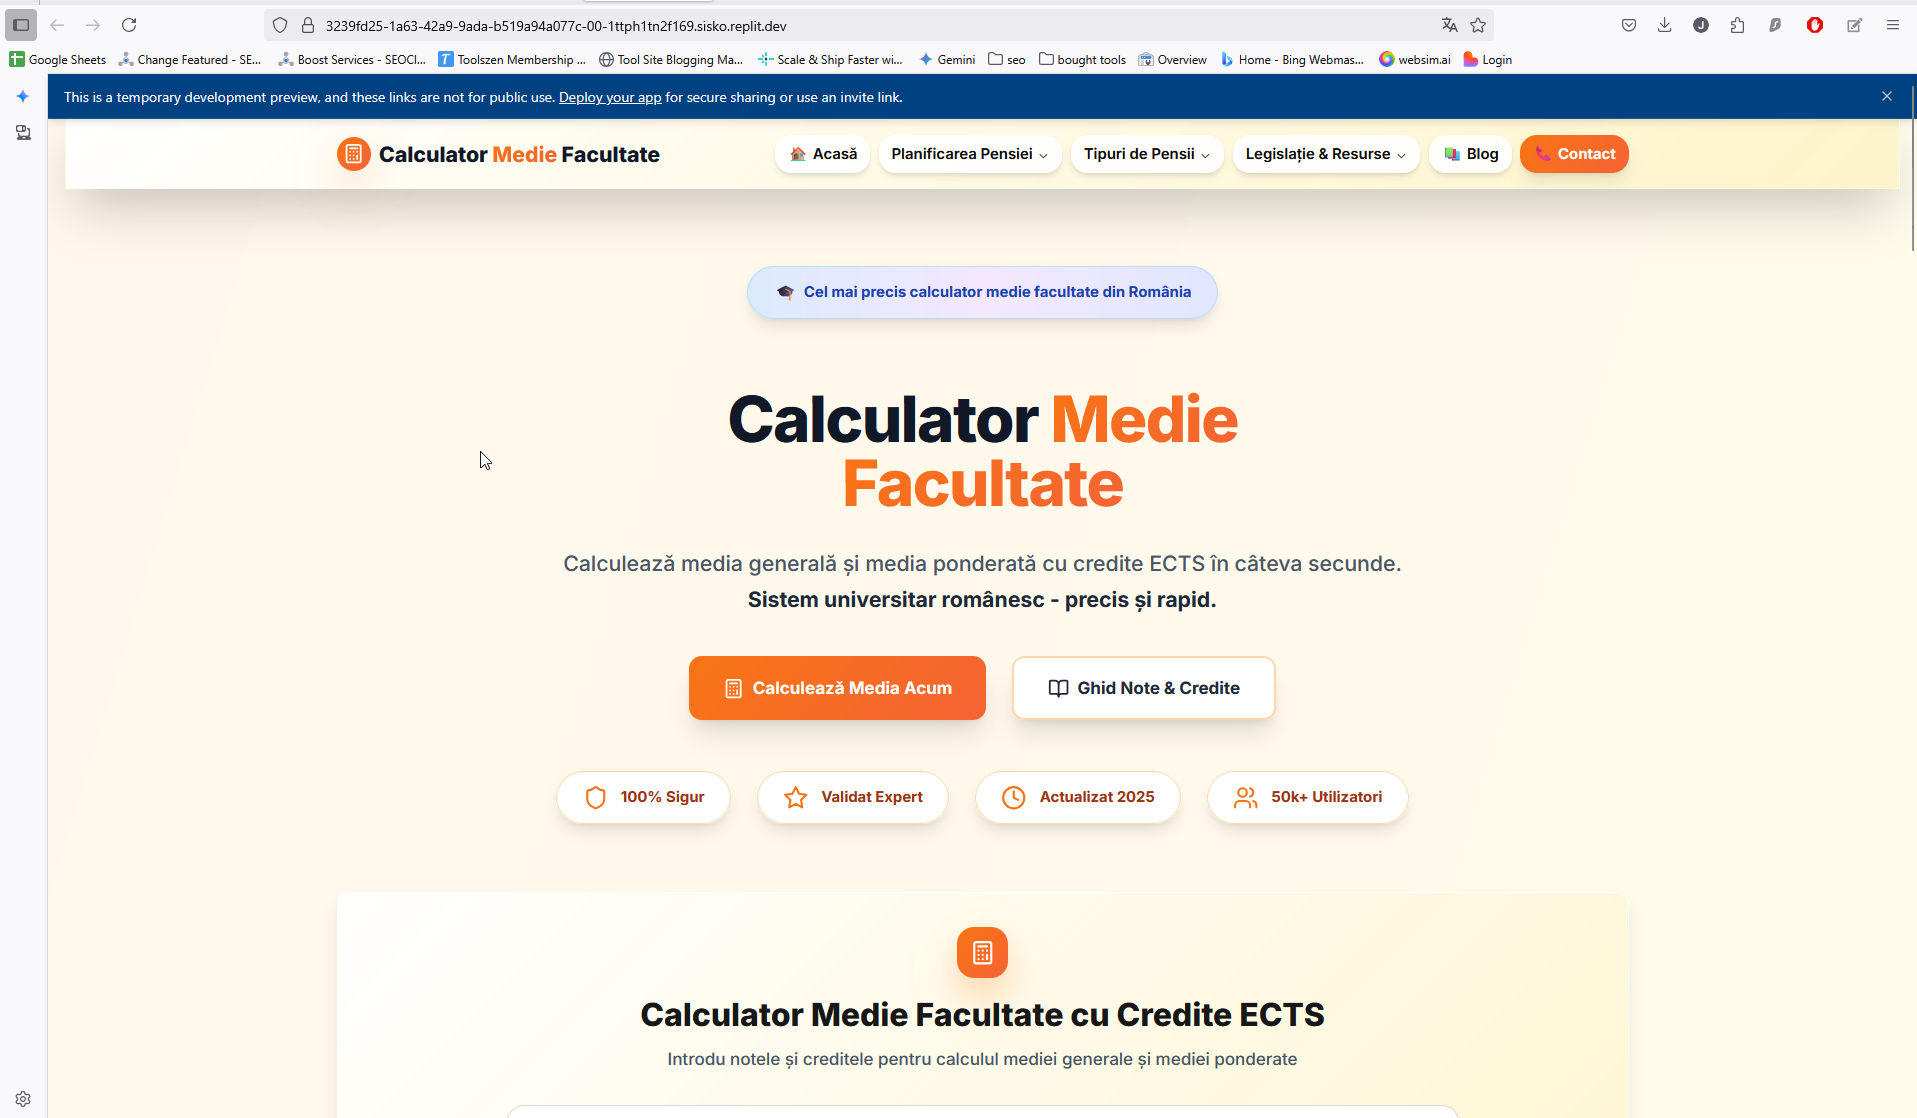 3239fd25-1a63-42a9-9ada-b519a94a077c-00-1ttph1tn2f169.sisko.replit.dev
Google Sheets Change Featured - SE... Boost Services - SEOCl... Toolszen Membership ... Tool Site Blogging Ma... Scale & Ship Faster wi... Gemini seo bought tools Overview Home - Bing Webmas... websim.ai Login
This is a temporary development preview, and these links are not for public use. Deploy your app for secure sharing or use an invite link.
Calculator Medie Facultate Acasă Planificarea Pensiei Tipuri de Pensii Legislație & Resurse Blog Contact
Cel mai precis calculator medie facultate din România
Calculator Medie
Facultate
Calculează media generală și media ponderată cu credite ECTS în câteva secunde.
Sistem universitar românesc - precis și rapid.
Calculează Media Acum Ghid Note & Credite
100% Sigur Validat Expert Actualizat 2025 50k+ Utilizatori
Calculator Medie Facultate cu Credite ECTS
Introdu notele și creditele pentru calculul mediei generale și mediei ponderate